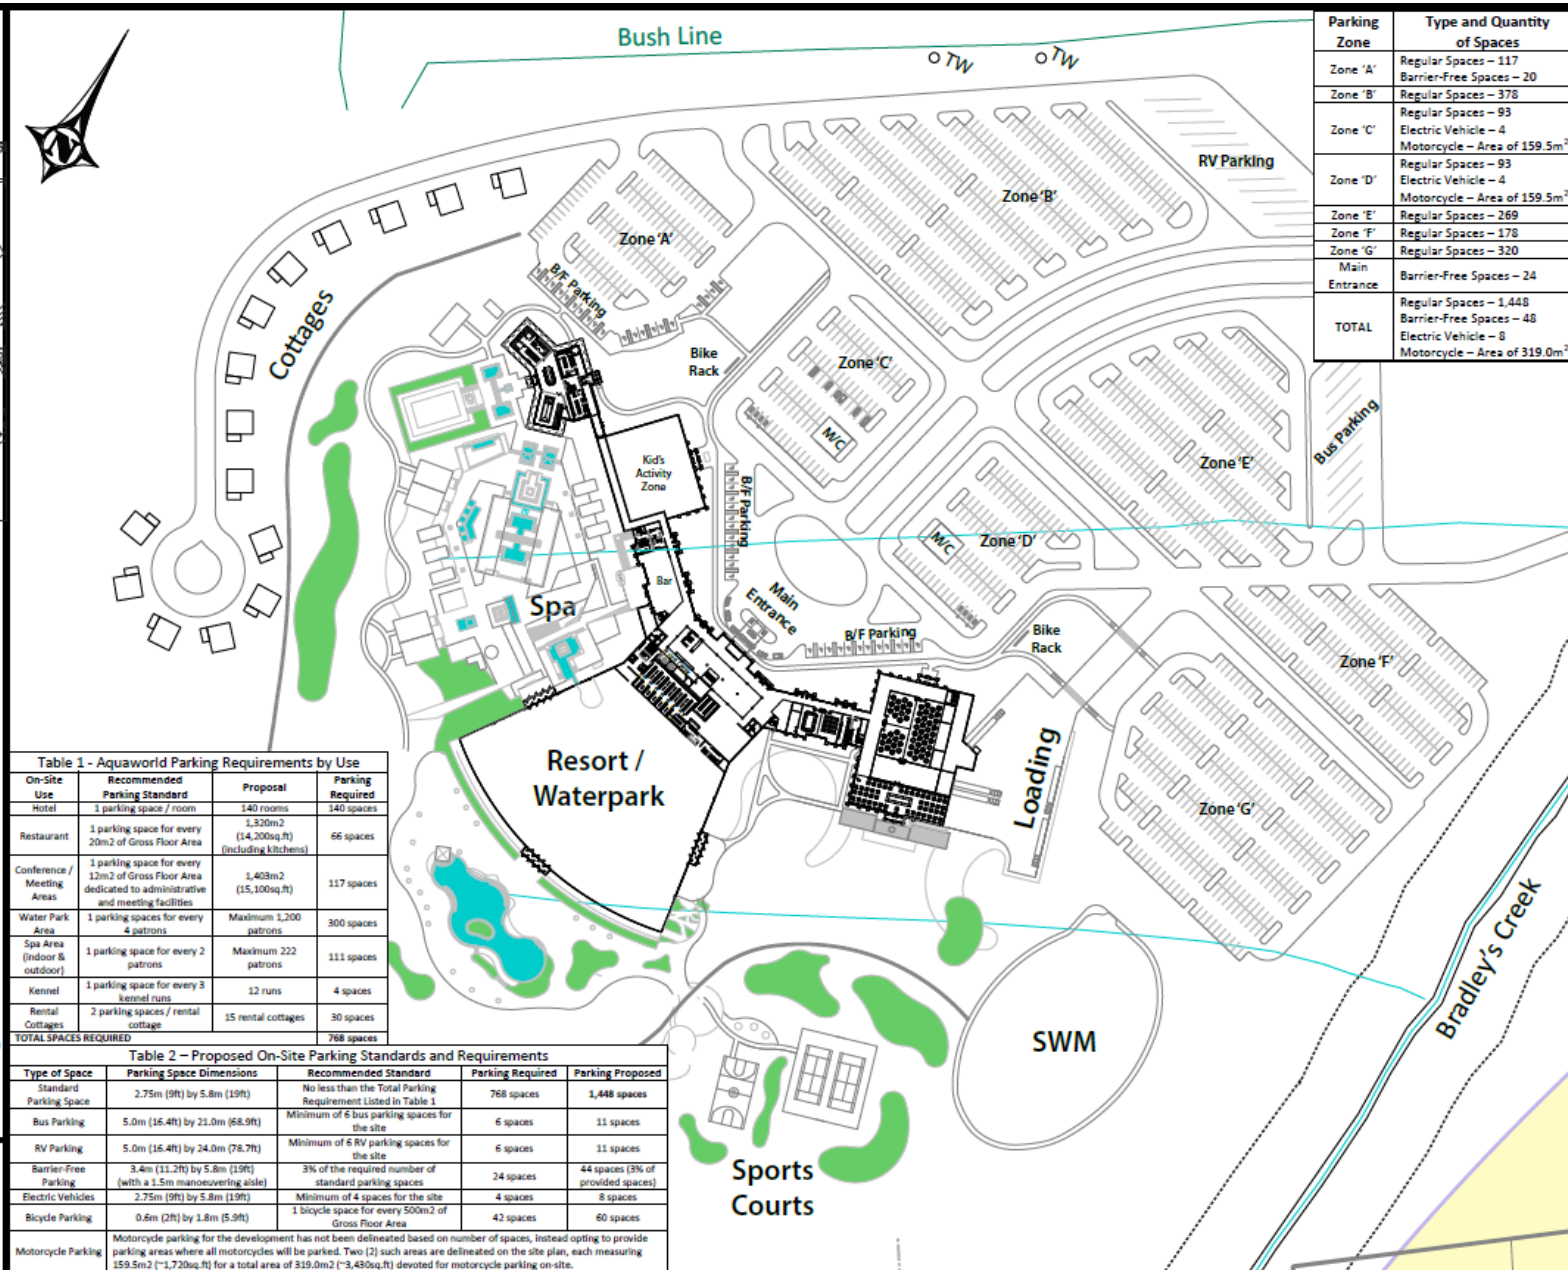 Bush Line
TW
TW
Parking Zone
Type and Quantity of Spaces
Zone 'A'
Regular Spaces – 117
Barrier-Free Spaces – 20
Zone 'B'
Regular Spaces – 378
Zone 'C'
Regular Spaces – 93
Electric Vehicle – 4
Motorcycle – Area of 159.5m²
Zone 'D'
Regular Spaces – 93
Electric Vehicle – 4
Motorcycle – Area of 159.5m²
Zone 'E'
Regular Spaces – 269
Zone 'F'
Regular Spaces – 178
Zone 'G'
Regular Spaces – 320
Main Entrance
Barrier-Free Spaces – 24
TOTAL
Regular Spaces – 1,448
Barrier-Free Spaces – 48
Electric Vehicle – 8
Motorcycle – Area of 319.0m²
N
RV Parking
Zone 'B'
Zone 'A'
B/F Parking
Cottages
Bike
Rack
Zone 'C'
M/C
Bus Parking
Zone 'E'
Kid's
Activity
Zone
B/F Parking
M/C
Zone 'D'
Bar
Spa
Main
Entrance
B/F Parking
Bike
Rack
Zone 'F'
Resort /
Waterpark
Loading
Zone 'G'
Bradley's Creek
SWM
Sports
Courts
Table 1 - Aquaworld Parking Requirements by Use
On-Site Use
Recommended Parking Standard
Proposal
Parking Required
Hotel
1 parking space / room
140 rooms
140 spaces
Restaurant
1 parking space for every
20m2 of Gross Floor Area
1,320m2
(14,200sq.ft)
(including kitchens)
66 spaces
Conference /
Meeting
Areas
1 parking space for every
12m2 of Gross Floor Area
dedicated to administrative
and meeting facilities
1,403m2
(15,100sq.ft)
117 spaces
Water Park
Area
1 parking spaces for every
4 patrons
Maximum 1,200
patrons
300 spaces
Spa Area
(indoor &
outdoor)
1 parking space for every 2
patrons
Maximum 222
patrons
111 spaces
Kennel
1 parking space for every 3
kennel runs
12 runs
4 spaces
Rental
Cottages
2 parking spaces / rental
cottage
15 rental cottages
30 spaces
TOTAL SPACES REQUIRED
768 spaces
Table 2 – Proposed On-Site Parking Standards and Requirements
Type of Space
Parking Space Dimensions
Recommended Standard
Parking Required
Parking Proposed
Standard
Parking Space
2.75m (9ft) by 5.8m (19ft)
No less than the Total Parking
Requirement Listed in Table 1
768 spaces
1,448 spaces
Bus Parking
5.0m (16.4ft) by 21.0m (68.9ft)
Minimum of 6 bus parking spaces for
the site
6 spaces
11 spaces
RV Parking
5.0m (16.4ft) by 24.0m (78.7ft)
Minimum of 6 RV parking spaces for
the site
6 spaces
11 spaces
Barrier-Free
Parking
3.4m (11.2ft) by 5.8m (19ft)
(with a 1.5m manoeuvering aisle)
3% of the required number of
standard parking spaces
24 spaces
44 spaces (3% of
provided spaces)
Electric Vehicles
2.75m (9ft) by 5.8m (19ft)
Minimum of 4 spaces for the site
4 spaces
8 spaces
Bicycle Parking
0.6m (2ft) by 1.8m (5.9ft)
1 bicycle space for every 500m2 of
Gross Floor Area
42 spaces
60 spaces
Motorcycle Parking
Motorcycle parking for the development has not been delineated based on number of spaces, instead opting to provide
parking areas where all motorcycles will be parked. Two (2) such areas are delineated on the site plan, each measuring
159.5m2 (~1,720sq.ft) for a total area of 319.0m2 (~3,430sq.ft) devoted for motorcycle parking on-site.